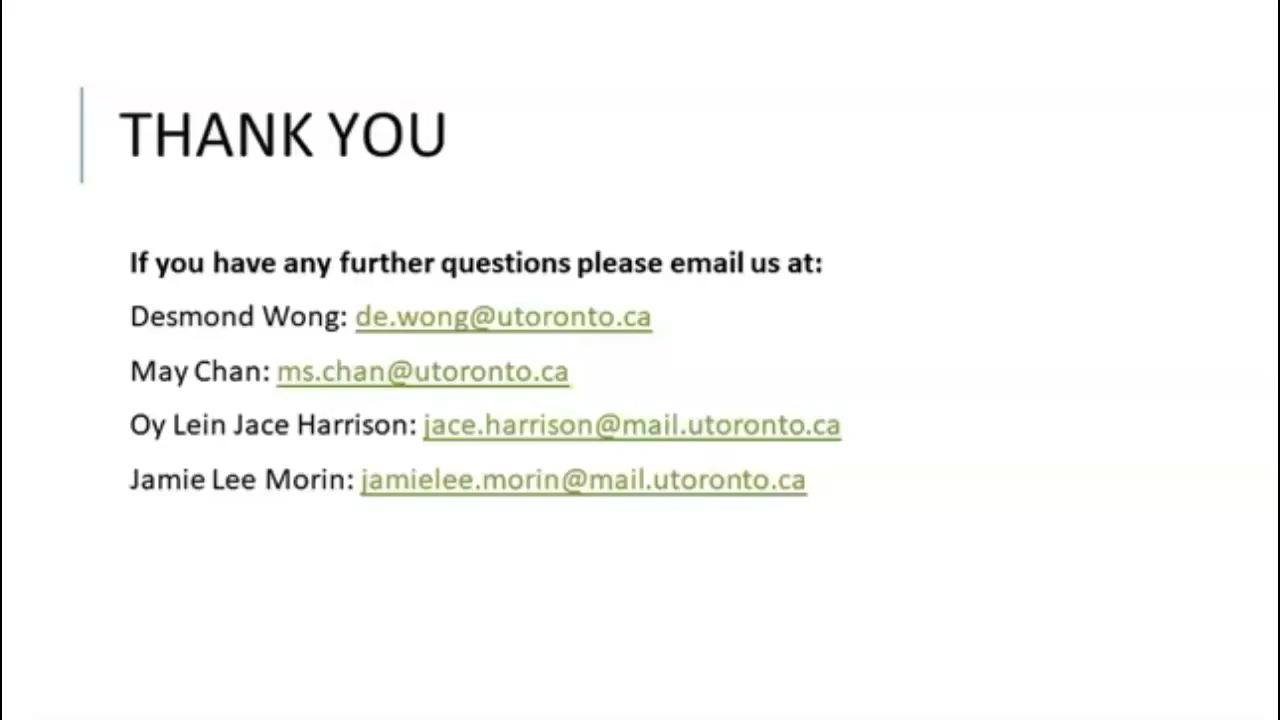 THANK YOU
If you have any further questions please email us at:
Desmond Wong: de.wong@utoronto.ca
May Chan: ms.chan@utoronto.ca
Oy Lein Jace Harrison: jace.harrison@mail.utoronto.ca
Jamie Lee Morin: jamielee.morin@mail.utoronto.ca